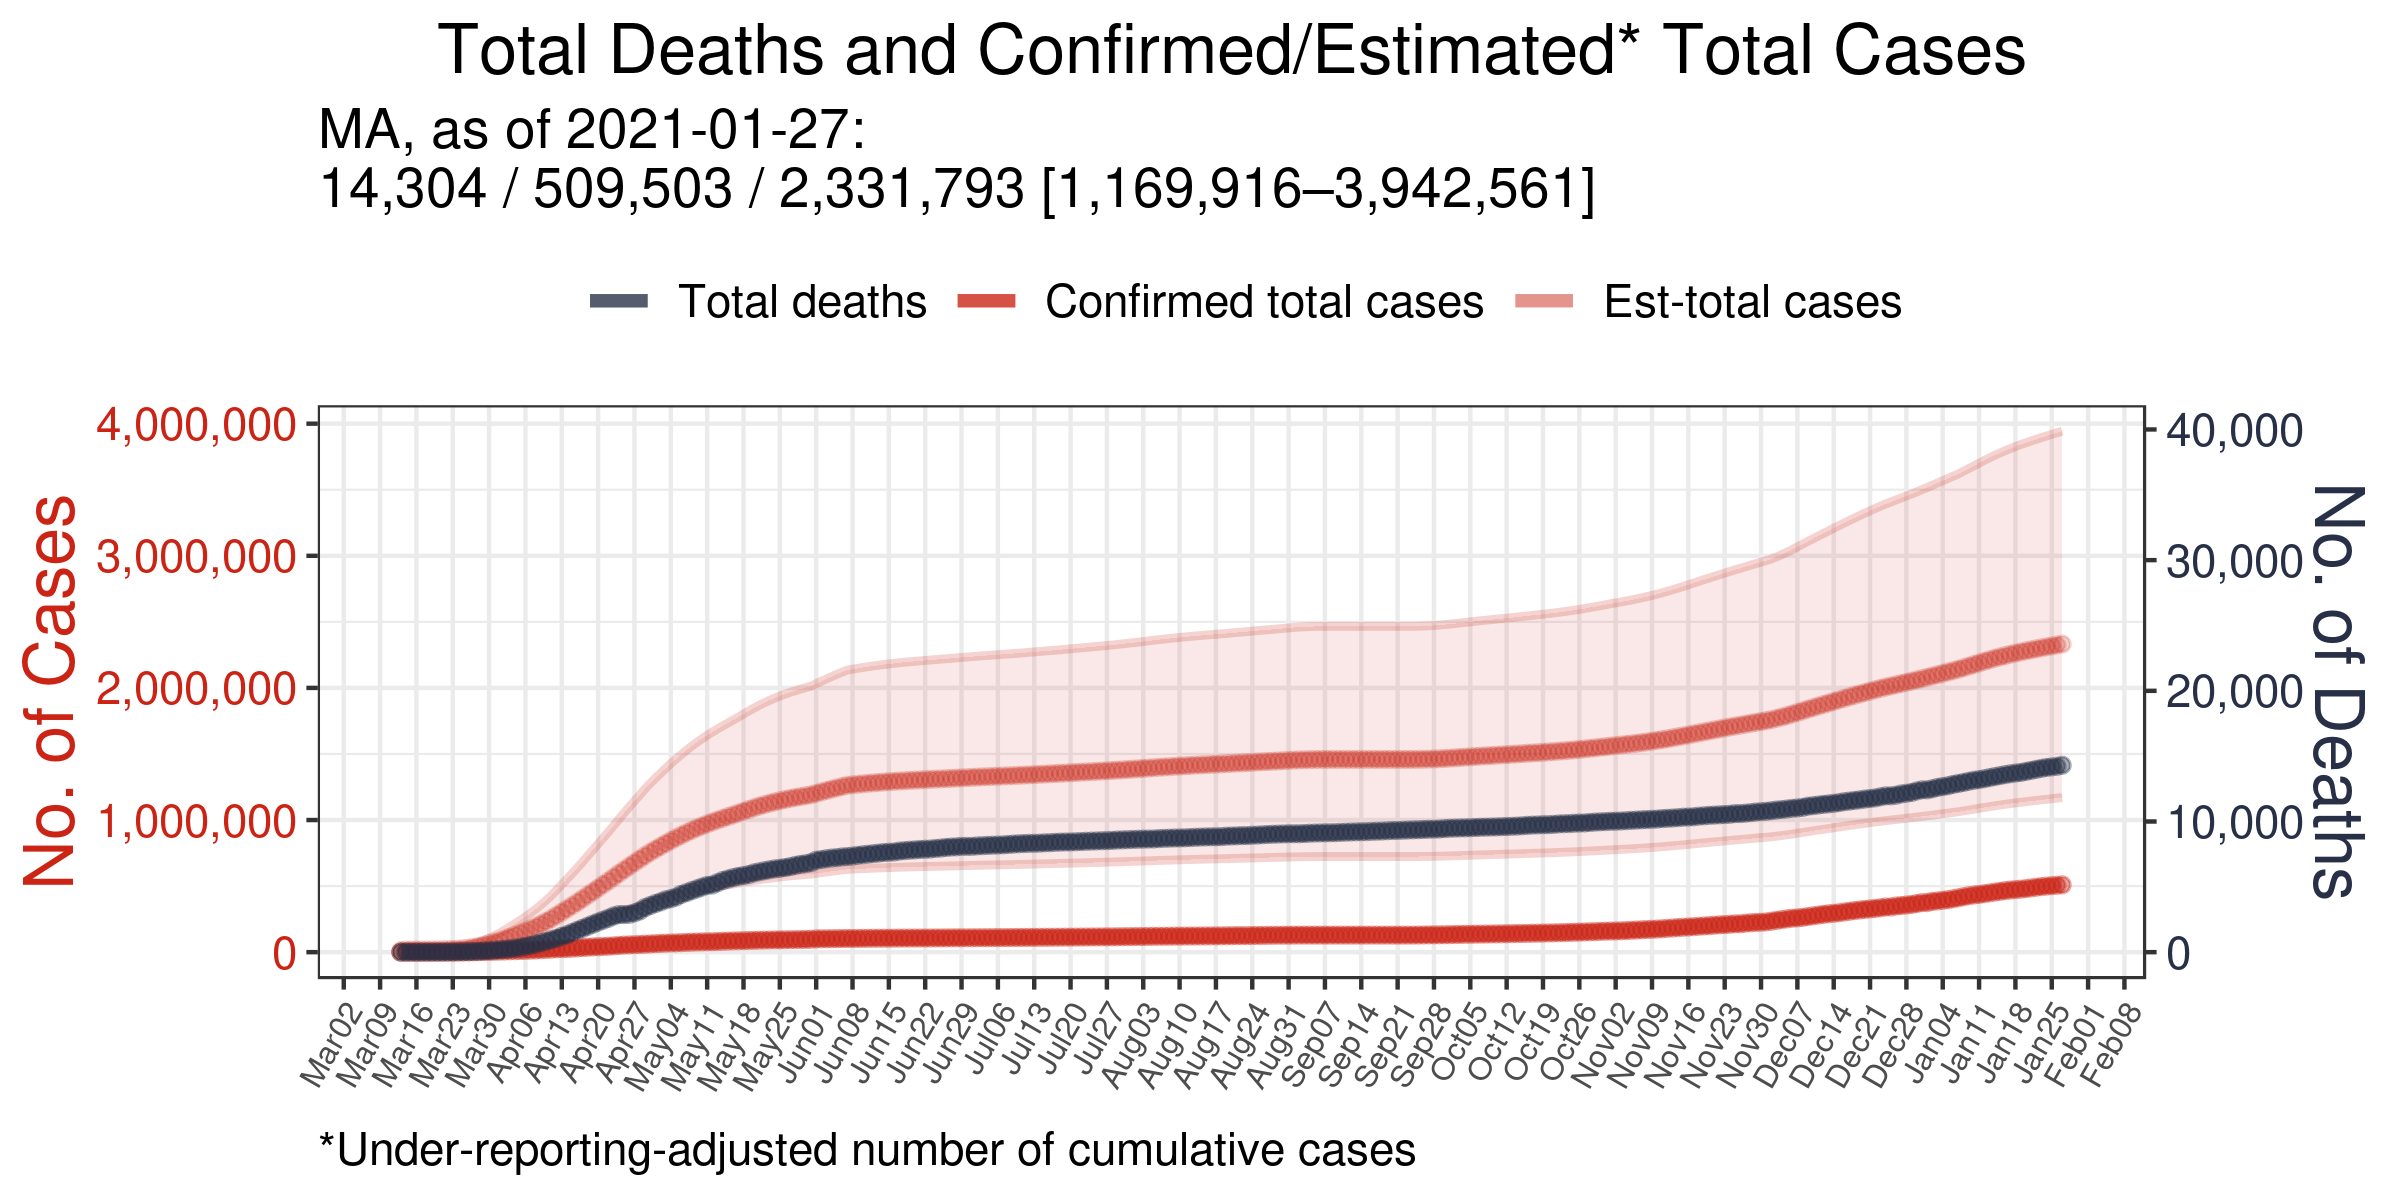 Total Deaths and Confirmed/Estimated* Total Cases
MA, as of 2021-01-27:
14,304 / 509,503 / 2,331,793 [1,169,916–3,942,561]
Total deaths
Confirmed total cases
Est-total cases
No. of Cases
4,000,000
3,000,000
2,000,000
1,000,000
0
40,000
30,000
20,000
10,000
0
No. of Deaths
Mar02
Mar09
Mar16
Mar23
Mar30
Apr06
Apr13
Apr20
Apr27
May04
May11
May18
May25
Jun01
Jun08
Jun15
Jun22
Jun29
Jul06
Jul13
Jul20
Jul27
Aug03
Aug10
Aug17
Aug24
Aug31
Sep07
Sep14
Sep21
Sep28
Oct05
Oct12
Oct19
Oct26
Nov02
Nov09
Nov16
Nov23
Nov30
Dec07
Dec14
Dec21
Dec28
Jan04
Jan11
Jan18
Jan25
Feb01
Feb08
*Under-reporting-adjusted number of cumulative cases